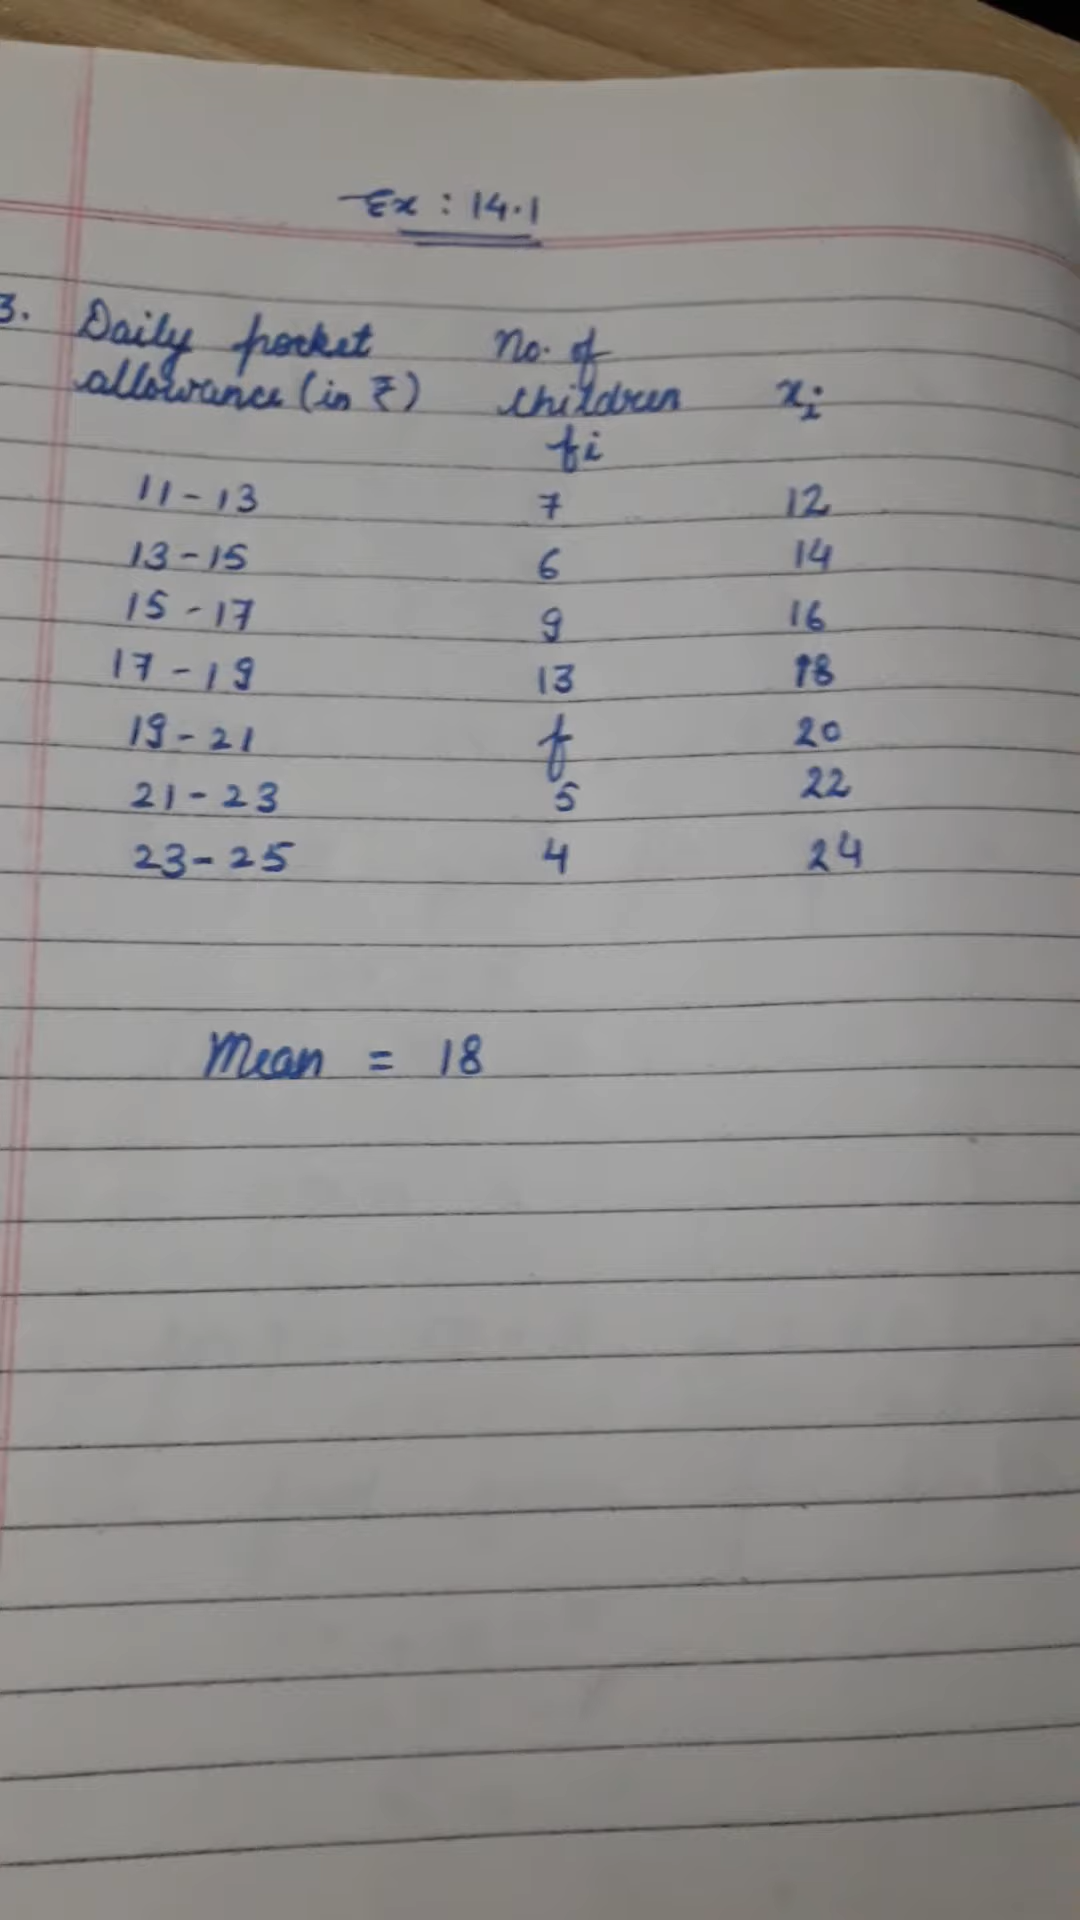 Ex : 14.1
3. Daily pocket No. of
allowance (in ₹) children xi
fi
11-13 7 12
13-15 6 14
15-17 9 16
17-19 13 18
19-21 f 20
21-23 5 22
23-25 4 24
Mean = 18